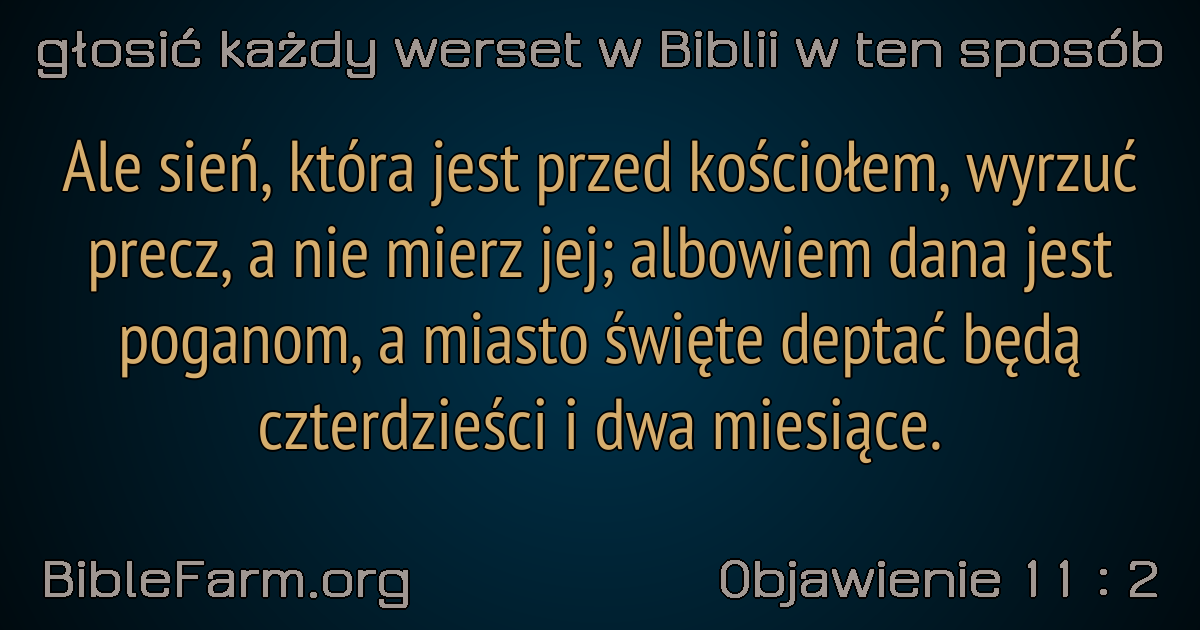 głosić każdy werset w Biblii w ten sposób
Ale sień, która jest przed kościołem, wyrzuć
precz, a nie mierz jej; albowiem dana jest
poganom, a miasto święte deptać będą
czterdzieści i dwa miesiące.
BibleFarm.org
Objawienie 11 : 2